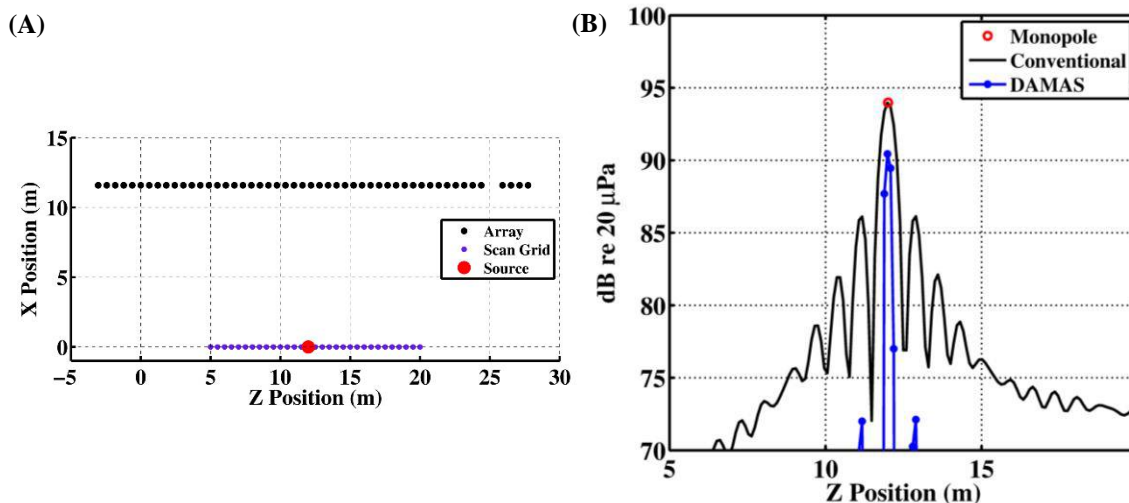 (A)
15
10
5
0
-5
0
5
10
15
20
25
30
X Position (m)
Z Position (m)
Array
Scan Grid
Source
(B)
100
95
90
85
80
75
70
5
10
15
dB re 20 μPa
Z Position (m)
Monopole
Conventional
DAMAS